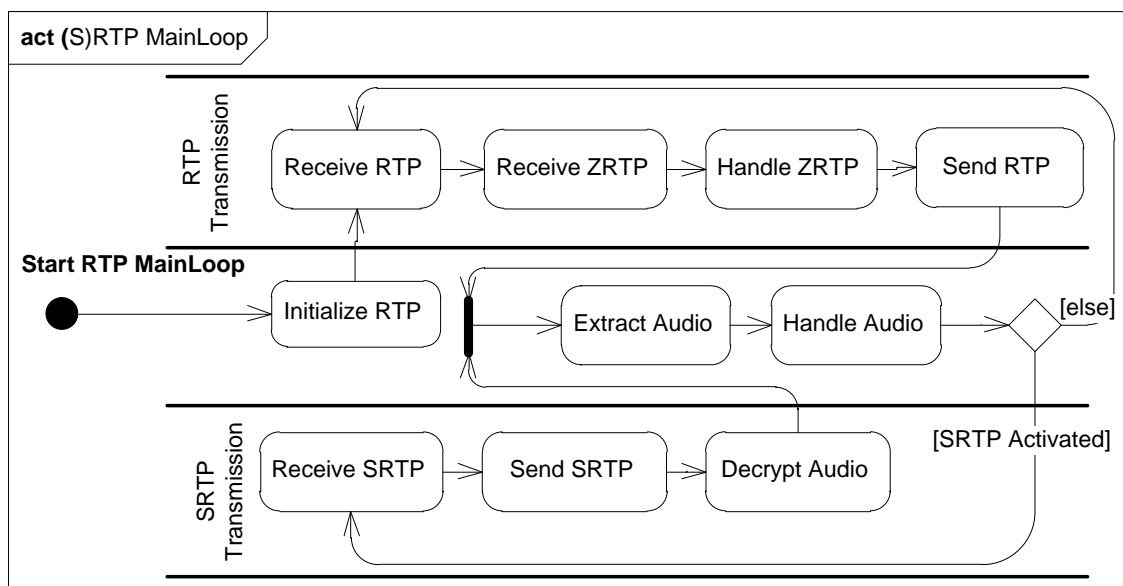 act (S)RTP MainLoop
RTP
Transmission
Receive RTP
Receive ZRTP
Handle ZRTP
Send RTP
Start RTP MainLoop
Initialize RTP
Extract Audio
Handle Audio
[else]
[SRTP Activated]
SRTP
Transmission
Receive SRTP
Send SRTP
Decrypt Audio